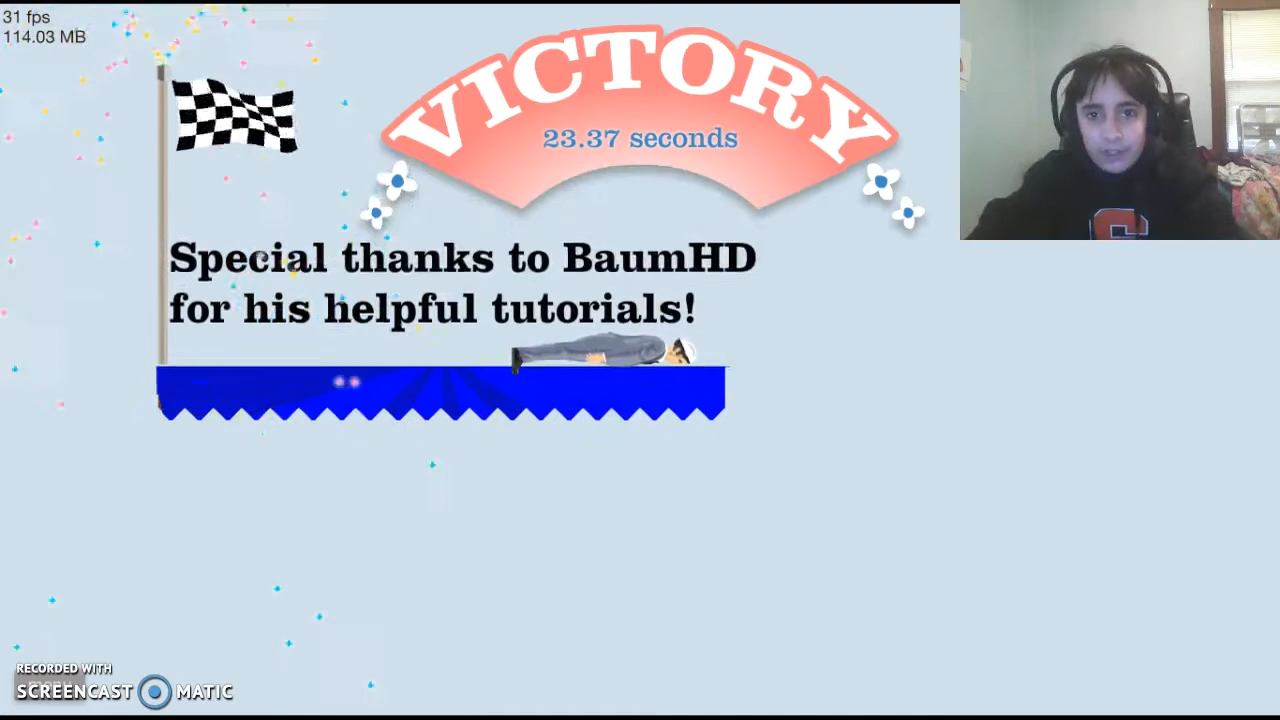 31 fps
114.03 MB
VICTORY
23.37 seconds
Special thanks to BaumHD
for his helpful tutorials!
RECORDED WITH
SCREENCAST MATIC